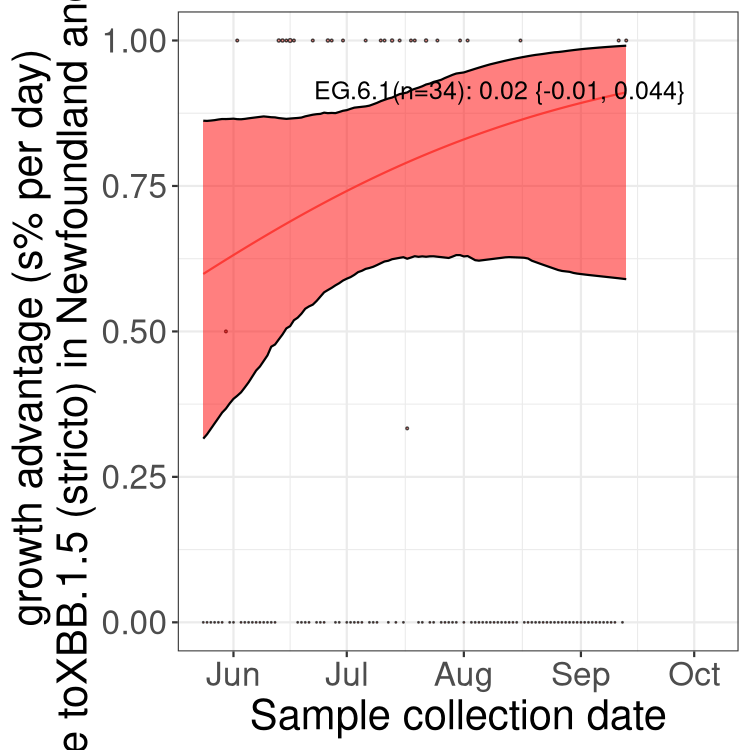 growth advantage (s% per day)
toXBB.1.5 (stricto) in Newfoundland
1.00
0.75
0.50
0.25
0.00
EG.6.1(n=34): 0.02 {-0.01, 0.044}
Jun Jul Aug Sep Oct
Sample collection date